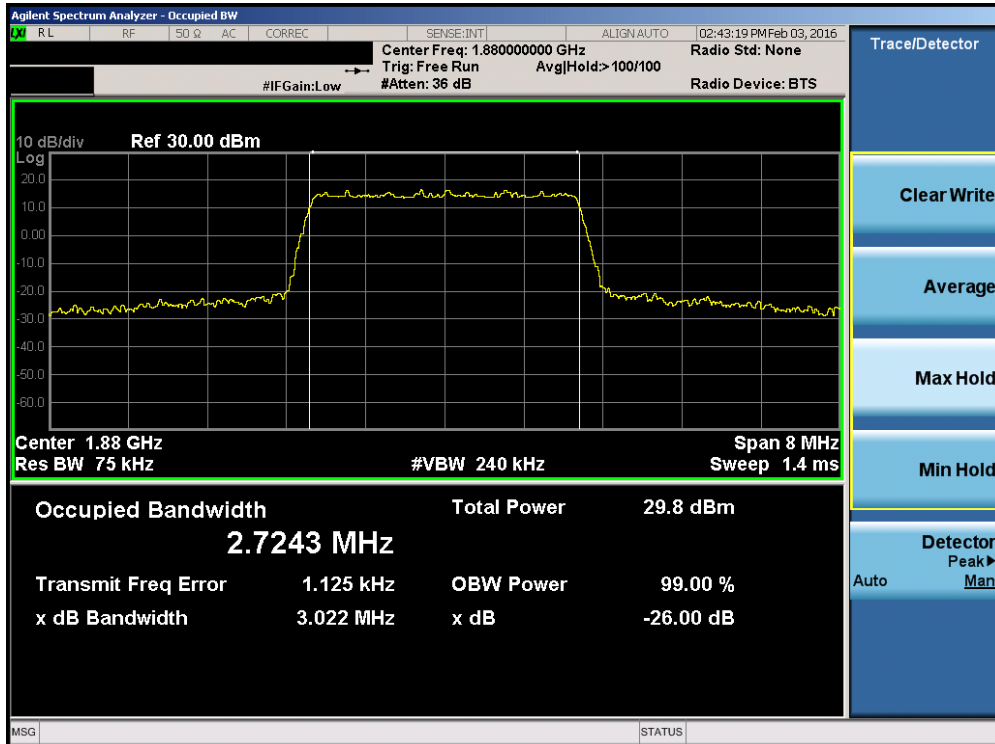 Agilent Spectrum Analyzer - Occupied BW
LXI RL RF 50 Ω AC CORREC SENSE:INT ALIGN AUTO 02:43:19 PM Feb 03, 2016
Center Freq: 1.880000000 GHz Radio Std: None
Trig: Free Run Avg|Hold:> 100/100
#IFGain:Low #Atten: 36 dB Radio Device: BTS
10 dB/div Ref 30.00 dBm
Log
20.0
10.0
0.00
-10.0
-20.0
-30.0
-40.0
-50.0
-60.0
Center 1.88 GHz Span 8 MHz
Res BW 75 kHz #VBW 240 kHz Sweep 1.4 ms
Occupied Bandwidth Total Power 29.8 dBm
2.7243 MHz
Transmit Freq Error 1.125 kHz OBW Power 99.00 %
x dB Bandwidth 3.022 MHz x dB -26.00 dB
MSG STATUS
Trace/Detector
Clear Write
Average
Max Hold
Min Hold
Detector
Peak▶
Auto Man